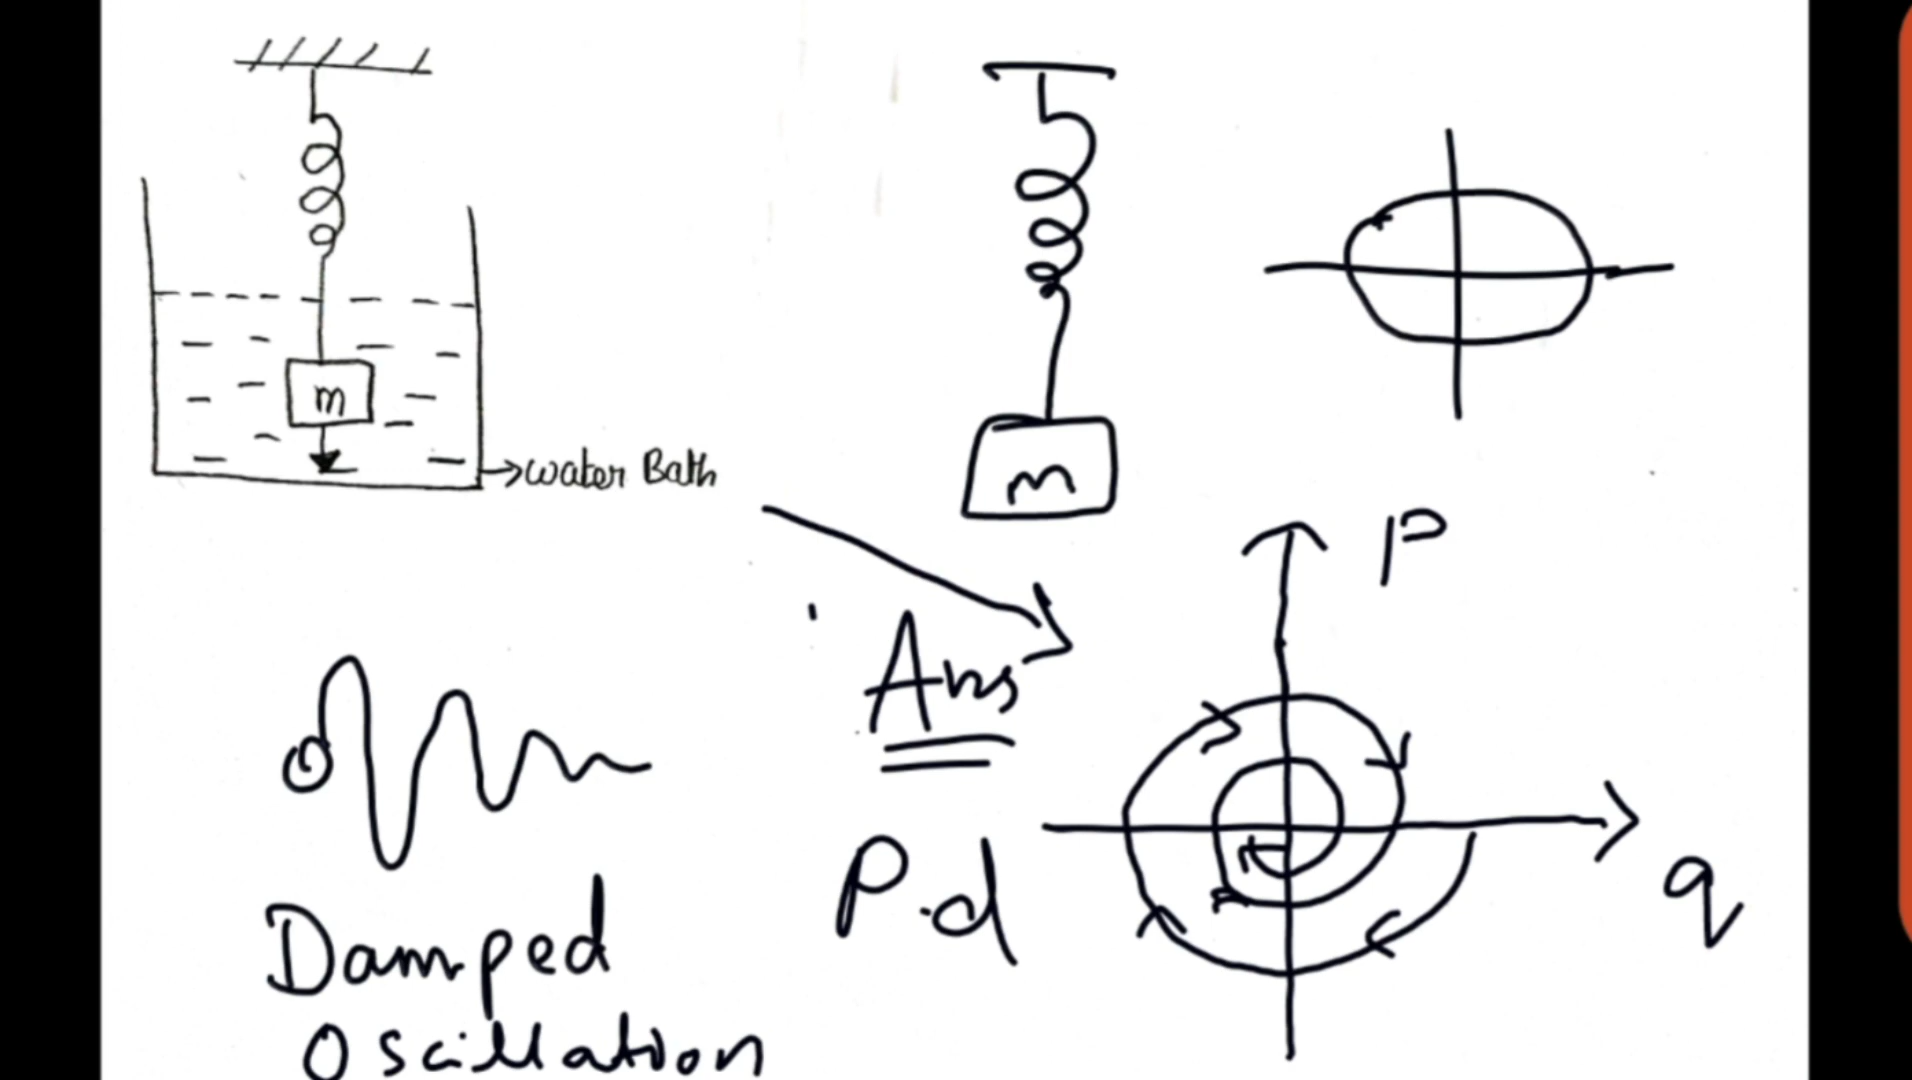 m
→water Bath
m
P
Ans
P.d
q
Damped
Oscillation